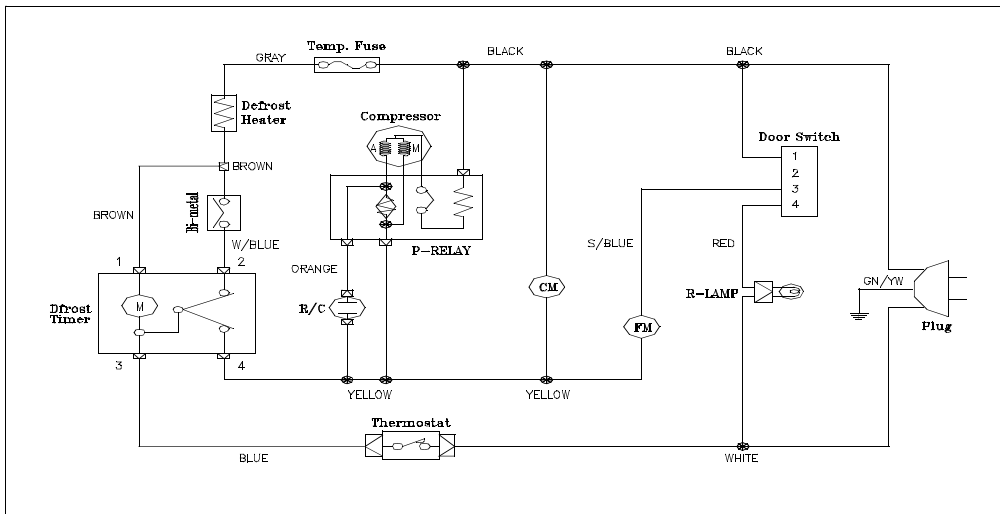 Temp. Fuse
GRAY
BLACK
BLACK
Defrost
Heater
Compressor
A
M
Door Switch
1
2
3
4
BROWN
BROWN
Bi-metal
W/BLUE
P-RELAY
S/BLUE
RED
ORANGE
R/C
1
2
Dfrost
Timer
M
3
4
CM
FM
R-LAMP
GN/YW
Plug
YELLOW
YELLOW
Thermostat
BLUE
WHITE